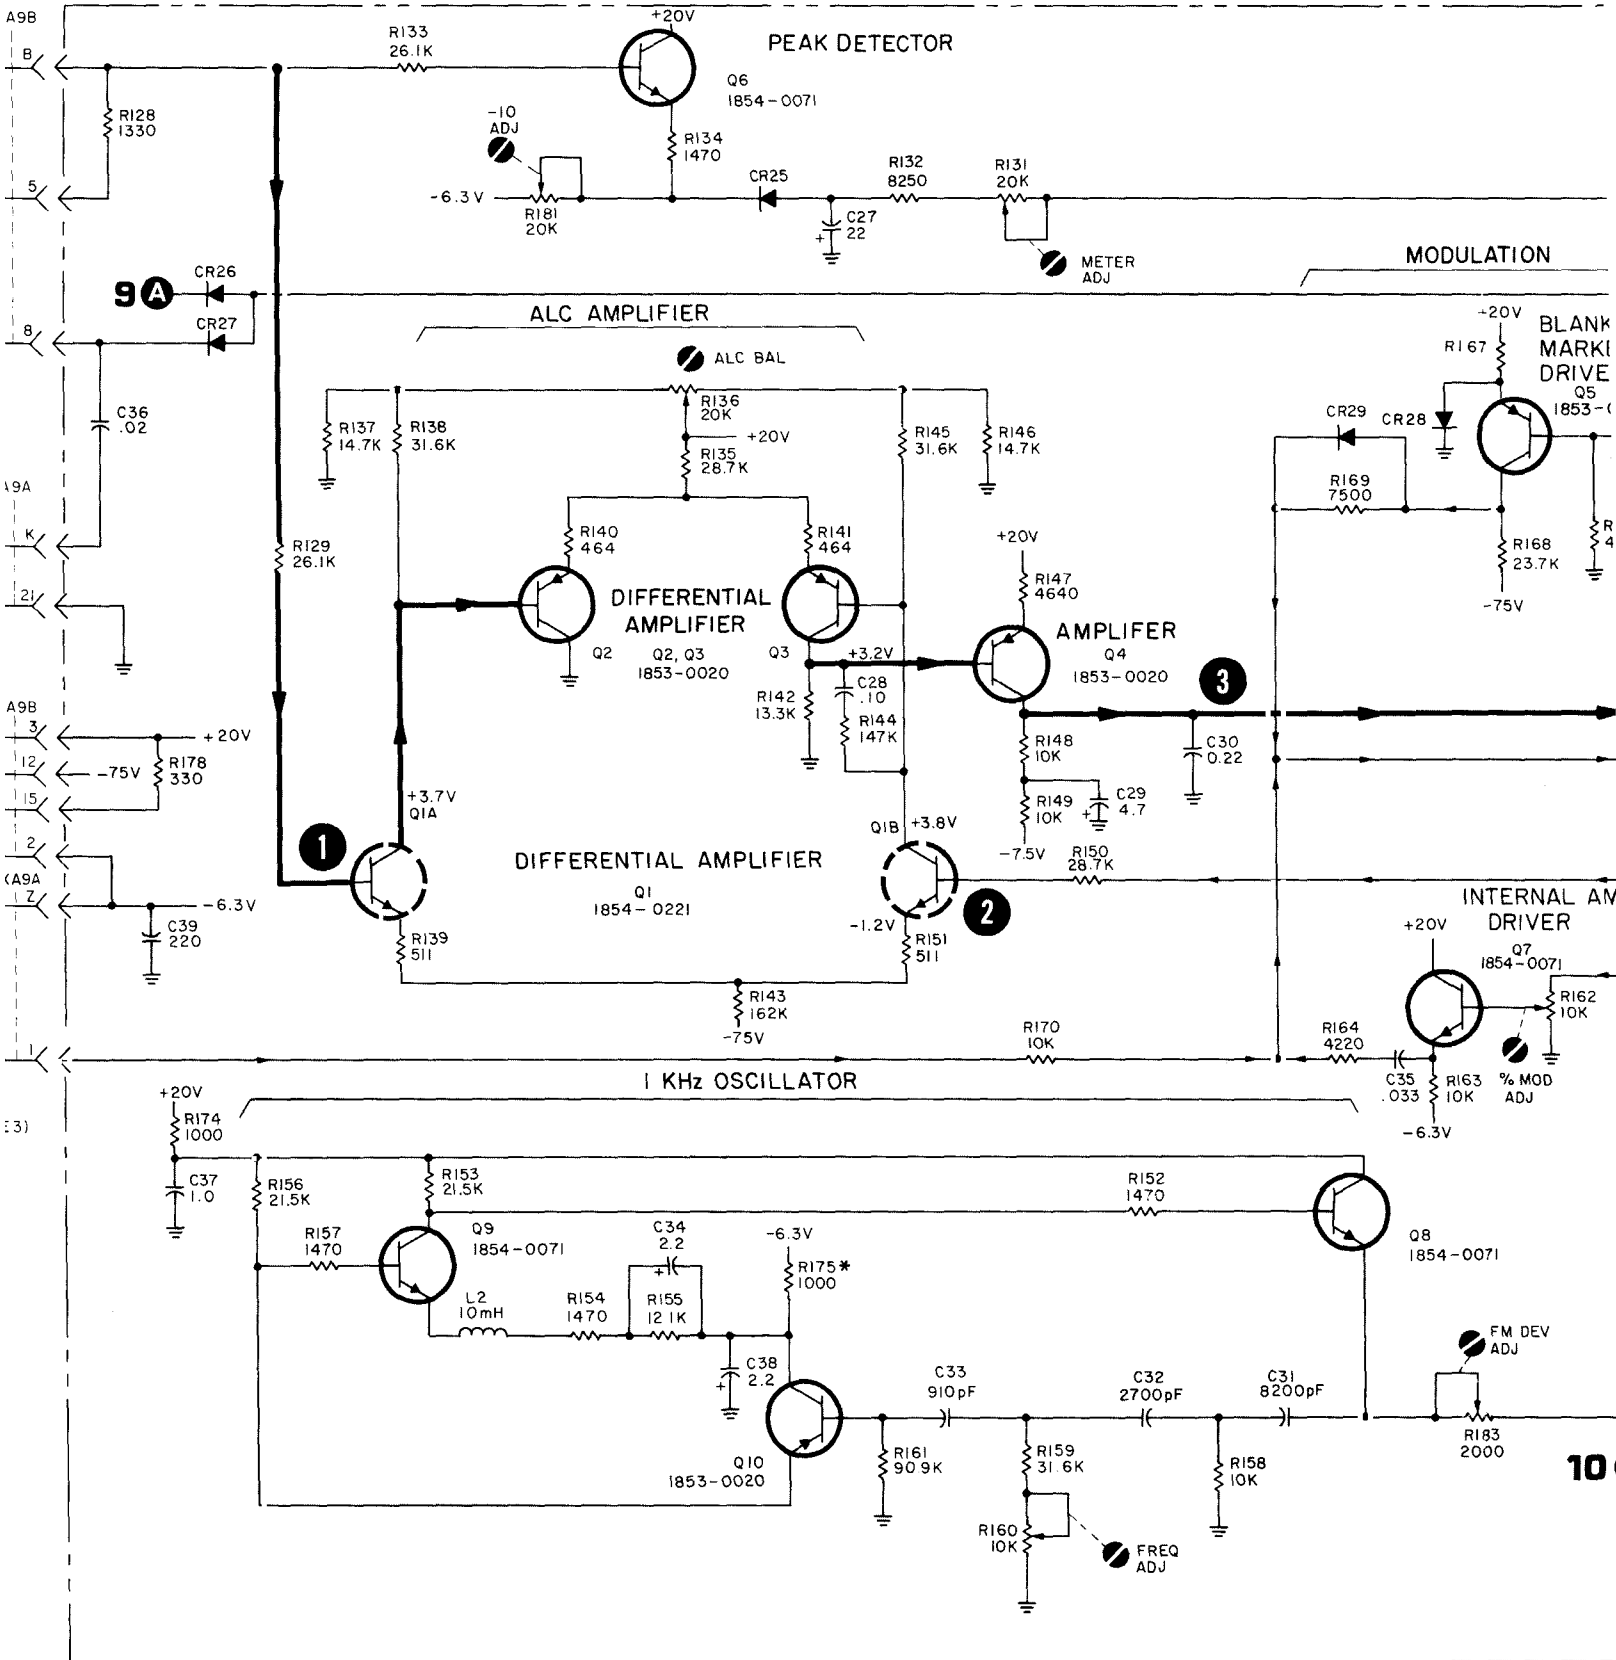 A9B
B
R133
26.1K
+20V
PEAK DETECTOR
Q6
1854-0071
R128
1330
-10
ADJ
R134
1470
5
-6.3V
R181
20K
CR25
C27
22
R132
8250
R131
20K
METER
ADJ
MODULATION
9 A
CR26
CR27
8
ALC AMPLIFIER
ALC BAL
R136
20K
+20V
R135
28.7K
R137
14.7K
R138
31.6K
R145
31.6K
R146
14.7K
+20V
R167
BLANK
MARKI
DRIVE
Q5
1853-(
CR29
CR28
R169
7500
R168
23.7K
-75V
R
4
C36
.02
A9A
K
21
R129
26.1K
R140
464
R141
464
+20V
R147
4640
DIFFERENTIAL
AMPLIFIER
Q2, Q3
1853-0020
Q2
Q3
+3.2V
AMPLIFER
Q4
1853-0020
3
R142
13.3K
C28
.10
R144
147K
R148
10K
C30
0.22
R149
10K
C29
4.7
-7.5V
A9B
3
+20V
12
-75V
R178
330
15
2
(A9A
Z
-6.3V
C39
220
1
+3.7V
Q1A
DIFFERENTIAL AMPLIFIER
Q1
1854-0221
Q1B
+3.8V
R150
28.7K
2
-1.2V
R139
511
R151
511
R143
162K
-75V
INTERNAL AM
DRIVER
+20V
Q7
1854-0071
R162
10K
% MOD
ADJ
1
R170
10K
R164
4220
C35
.033
R163
10K
-6.3V
1 KHz OSCILLATOR
+20V
R174
1000
E3)
C37
1.0
R156
21.5K
R153
21.5K
R157
1470
Q9
1854-0071
C34
2.2
-6.3V
R175*
1000
R152
1470
Q8
1854-0071
L2
10mH
R154
1470
R155
12.1K
C38
2.2
Q10
1853-0020
C33
910pF
C32
2700pF
C31
8200pF
FM DEV
ADJ
R183
2000
R161
90.9K
R159
31.6K
R158
10K
R160
10K
FREQ
ADJ
10